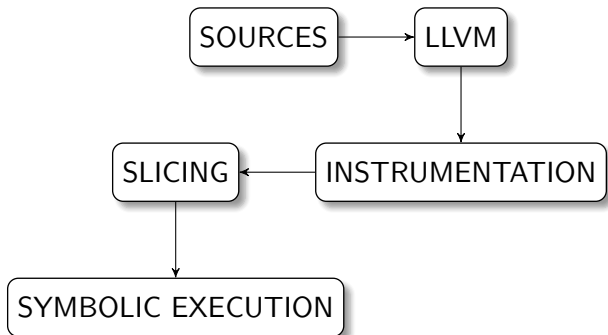 SOURCES
LLVM
INSTRUMENTATION
SLICING
SYMBOLIC EXECUTION